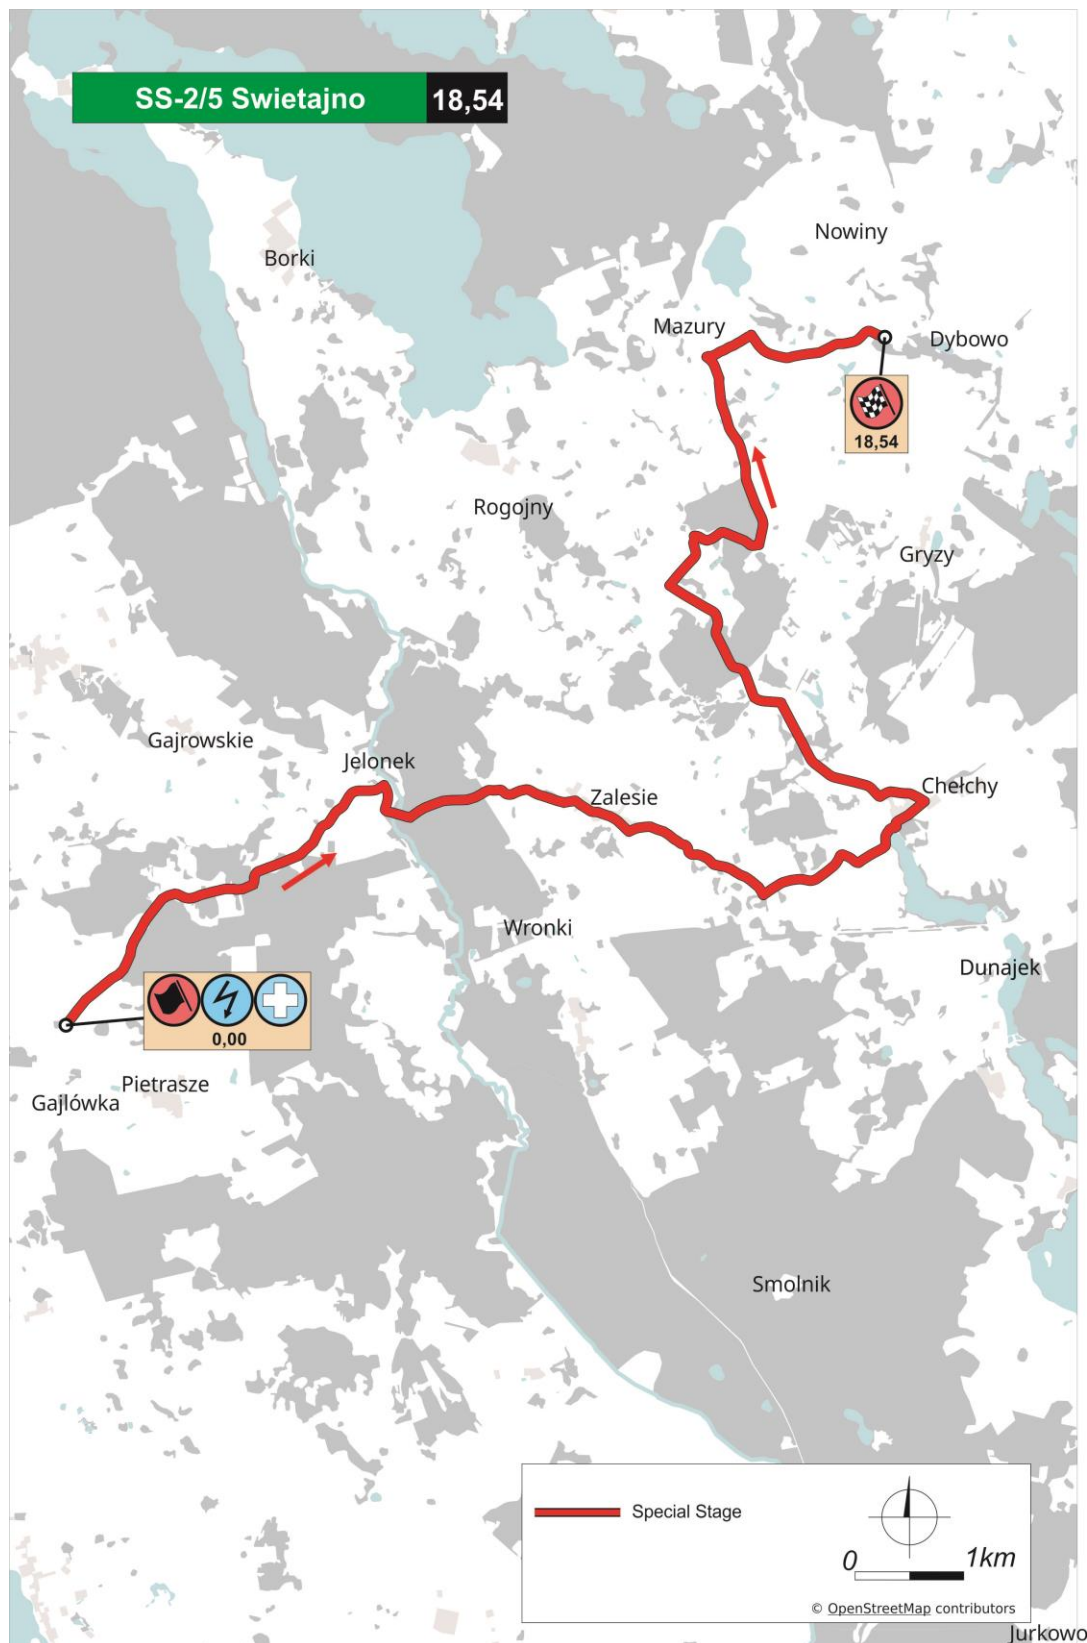 SS-2/5 Swietajno 18,54
Nowiny
Borki
Mazury
Dybowo
18,54
Rogojny
Gryzy
Gajrowskie
Jelonek
Chełchy
Zalesie
Wronki
Dunajek
0,00
Pietrasze
Gajlówka
Smolnik
Special Stage
0 1km
© OpenStreetMap contributors
Jurkowo